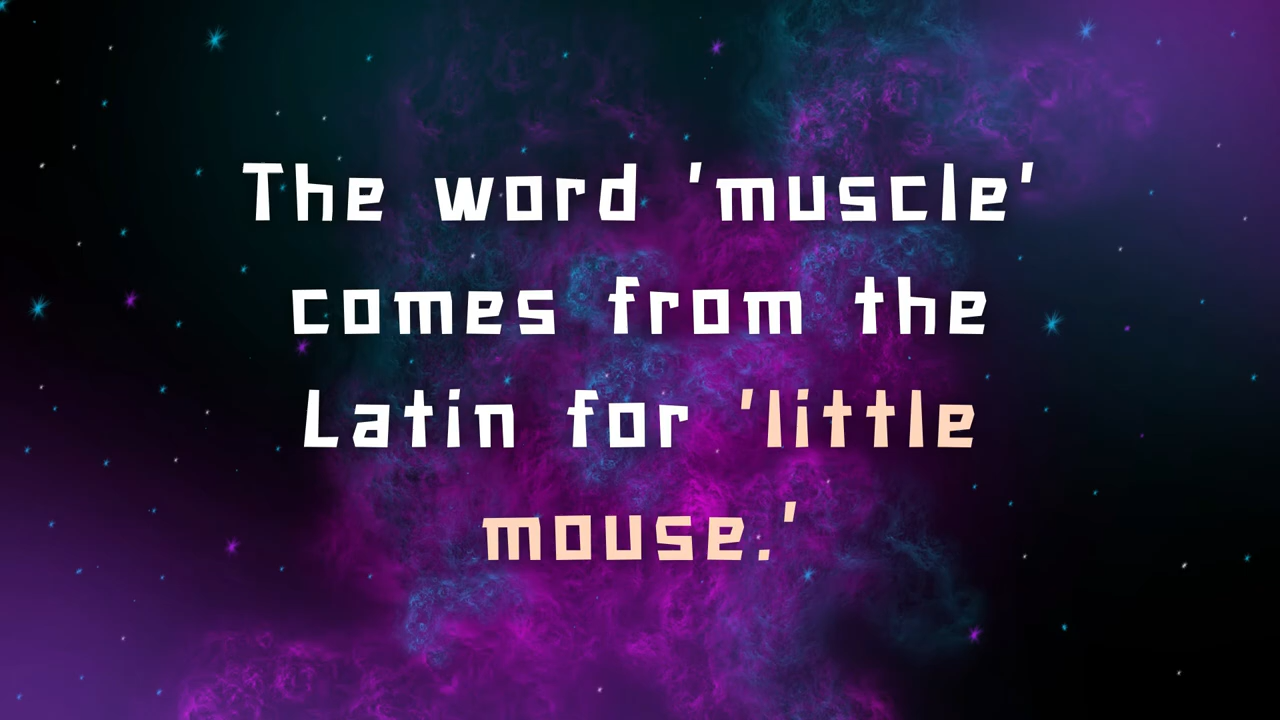 The word 'muscle'
comes from the
Latin for 'little
mouse.'